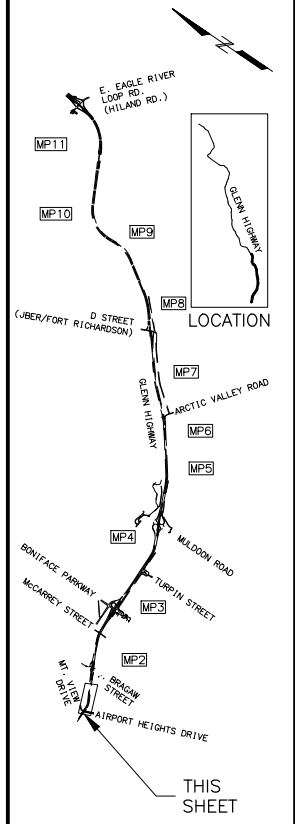 N
E. EAGLE RIVER
LOOP RD.
(HILAND RD.)
MP11
GLENN HIGHWAY
LOCATION
MP10
MP9
MP8
D STREET
(JBER/FORT RICHARDSON)
MP7
GLENN HIGHWAY
ARCTIC VALLEY ROAD
MP6
MP5
MP4
MULDOON ROAD
TURPIN STREET
BONIFACE PARKWAY
MP3
McCARREY STREET
MP2
BRAGAW
STREET
MT. VIEW
DRIVE
AIRPORT HEIGHTS DRIVE
THIS
SHEET